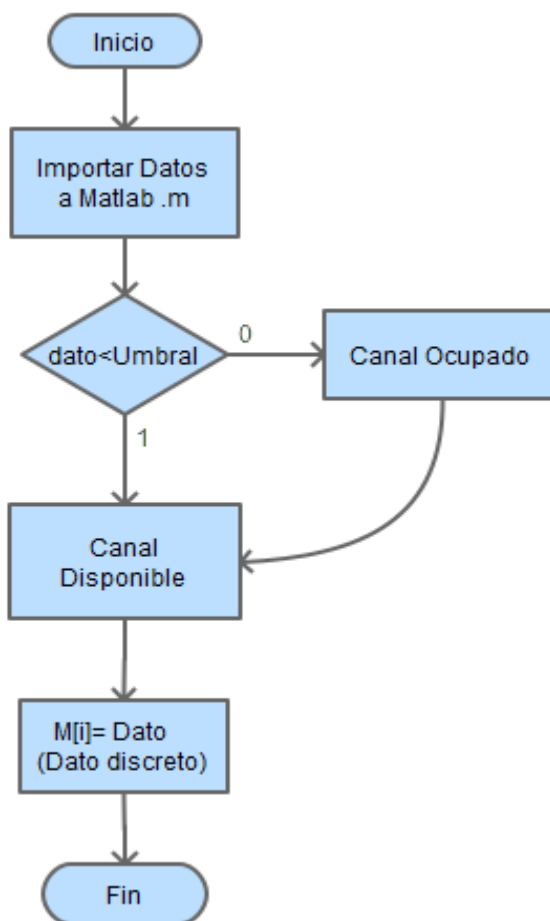 Inicio
Importar Datos
a Matlab .m
dato<Umbral
0
Canal Ocupado
1
Canal
Disponible
M[i]= Dato
(Dato discreto)
Fin